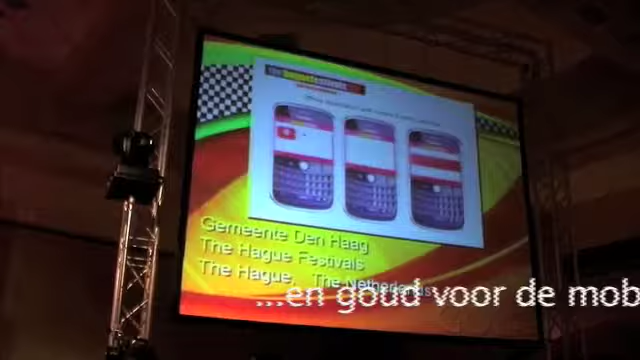 Gemeente Den Haag
The Hague Festivals
The Hague, The Netherlands
...en goud voor de mob